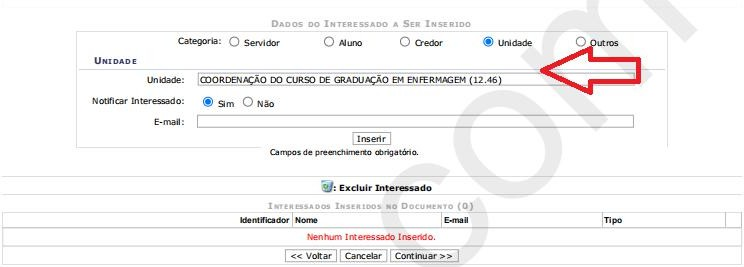 Dados do Interessado a Ser Inserido
Categoria: Servidor Aluno Credor Unidade Outros
Unidade
Unidade: COORDENAÇÃO DO CURSO DE GRADUAÇÃO EM ENFERMAGEM (12.46)
Notificar Interessado: Sim Não
E-mail:
Inserir
Campos de preenchimento obrigatório.
: Excluir Interessado
Interessados Inseridos no Documento (0)
Identificador Nome E-mail Tipo
Nenhum Interessado Inserido.
<< Voltar Cancelar Continuar >>
com